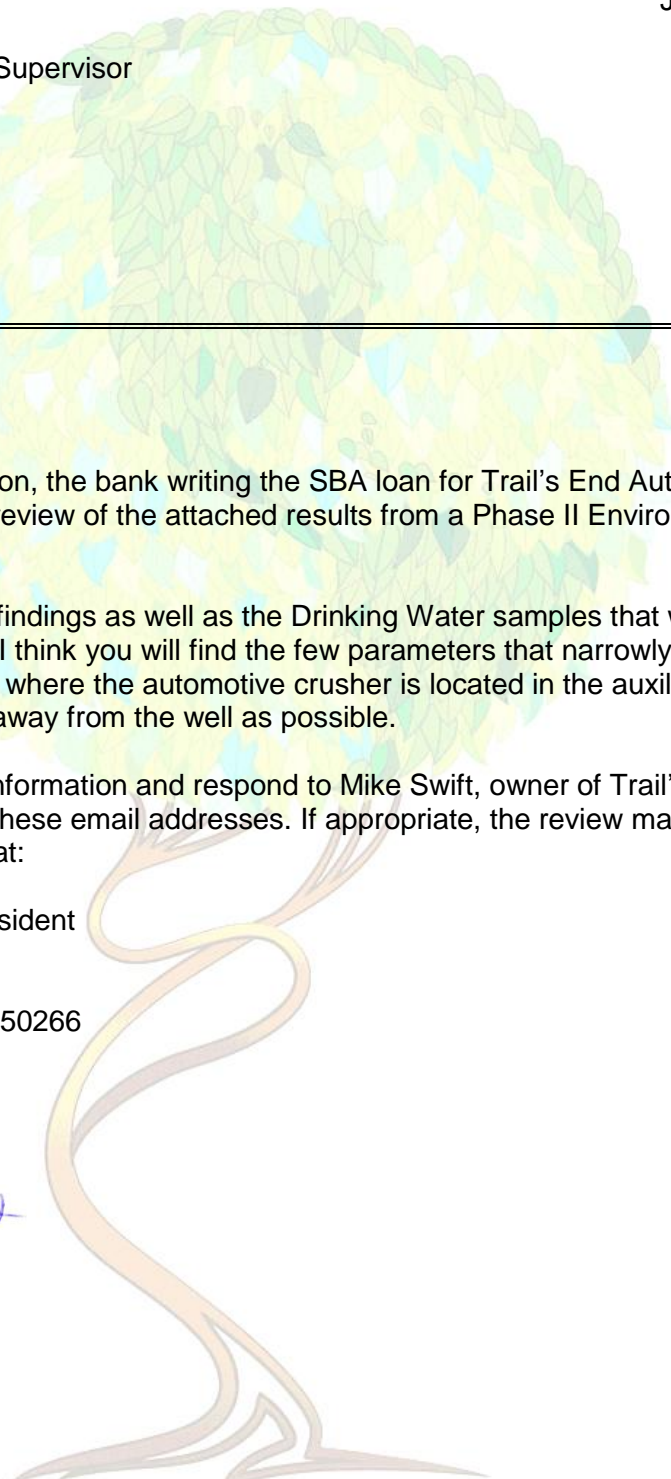 J
Supervisor
on, the bank writing the SBA loan for Trail's End Aut
eview of the attached results from a Phase II Enviro
findings as well as the Drinking Water samples that w
I think you will find the few parameters that narrowly
where the automotive crusher is located in the auxil
away from the well as possible.
nformation and respond to Mike Swift, owner of Trail'
hese email addresses. If appropriate, the review ma
at:
sident
50266